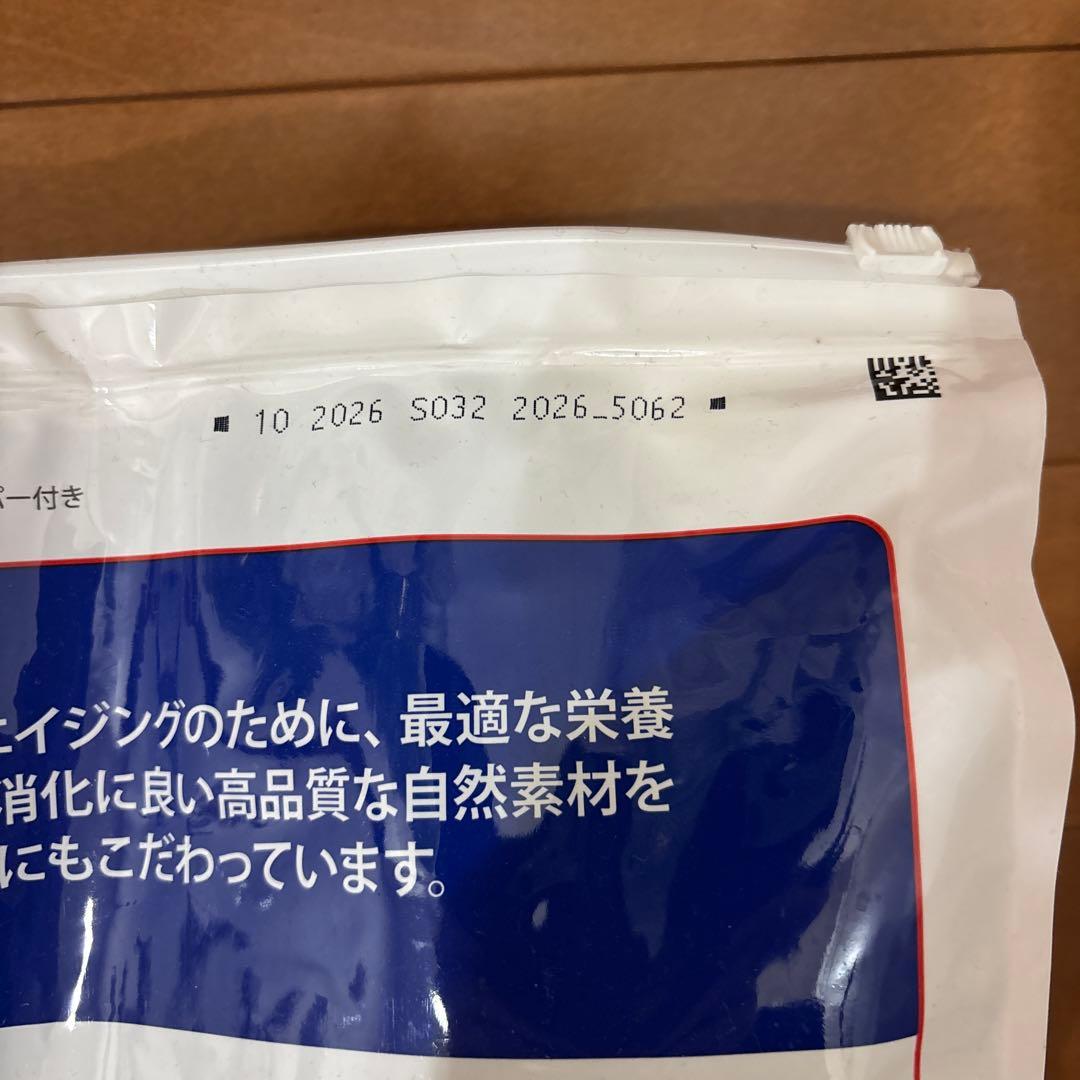 10 2026 S032 2026_5062
パー付き
ェイジングのために、最適な栄養
消化に良い高品質な自然素材を
にもこだわっています。